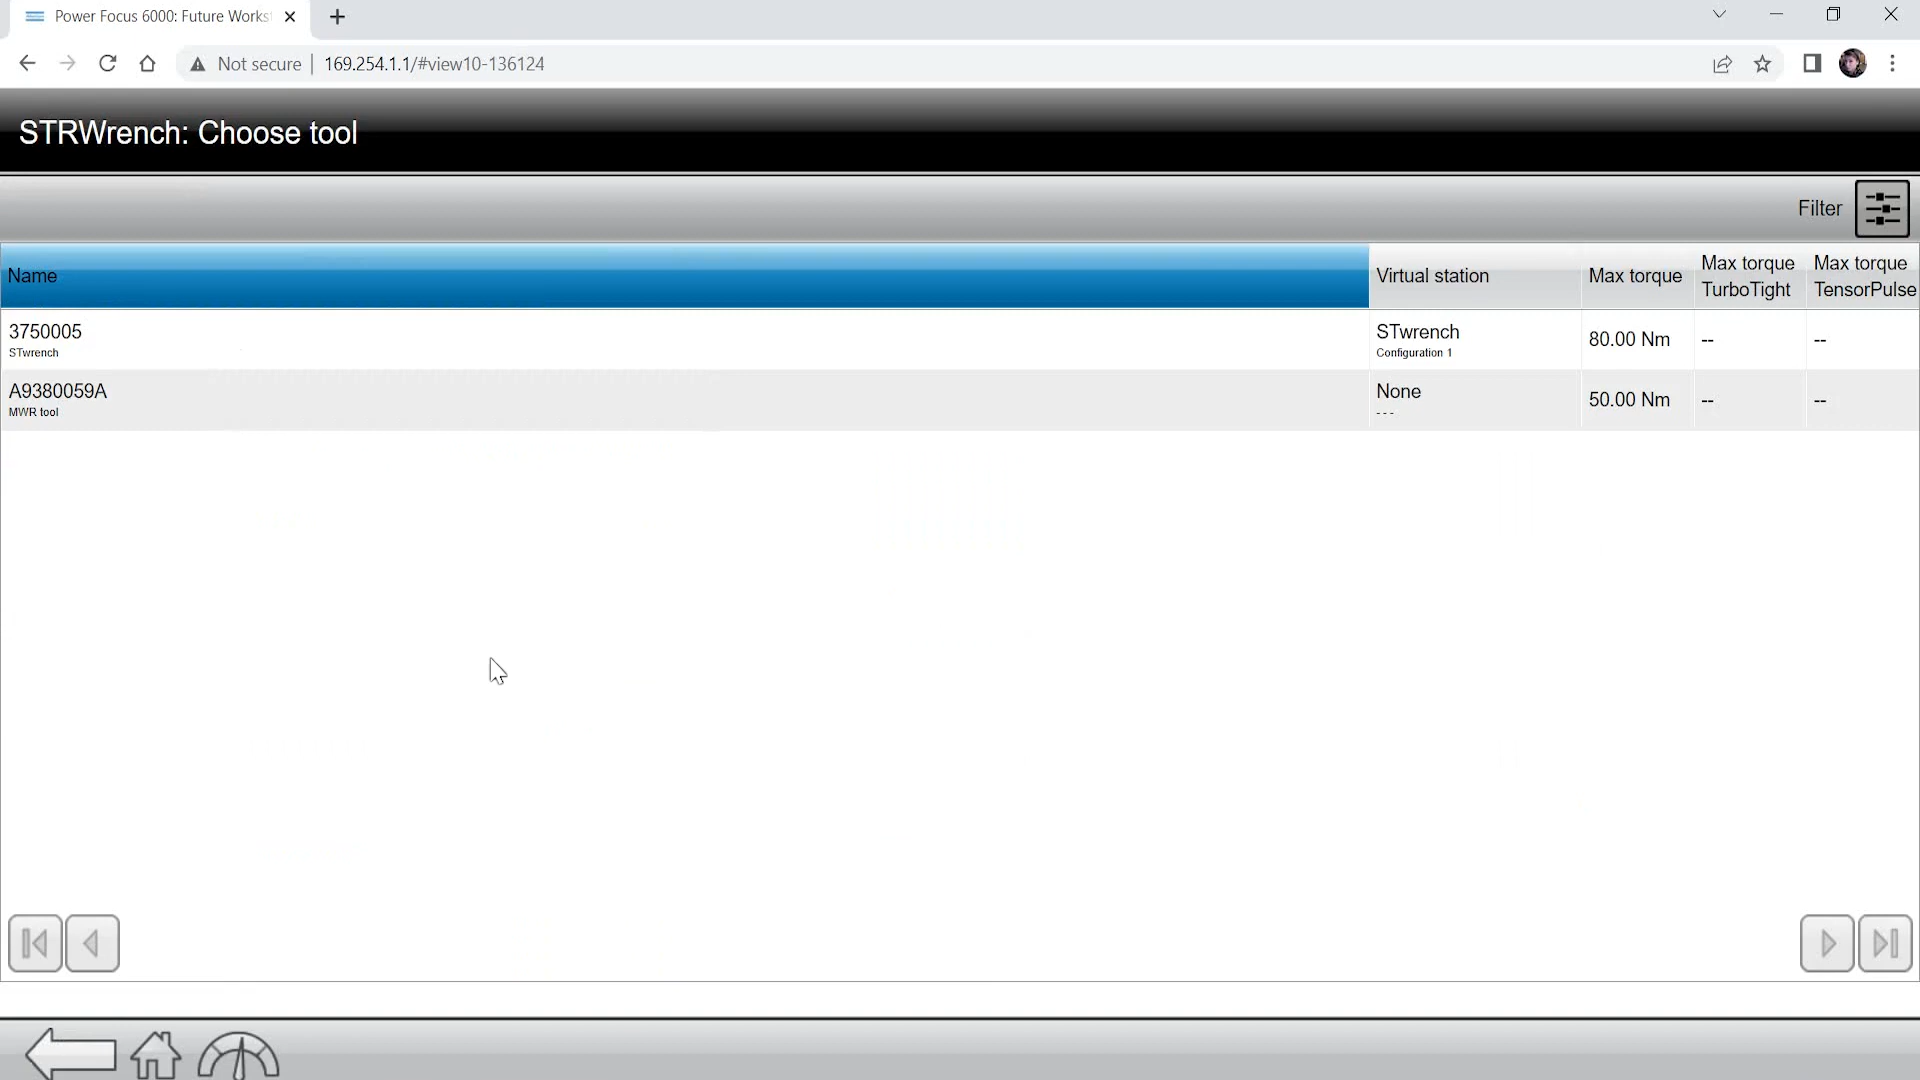 Power Focus 6000: Future Works
Not secure
169.254.1.1/#view10-136124
STRWrench: Choose tool
Filter
Name
Virtual station
Max torque
Max torque
TurboTight
Max torque
TensorPulse
3750005
STwrench
STwrench
Configuration 1
80.00 Nm
--
--
A9380059A
MWR tool
None
---
50.00 Nm
--
--